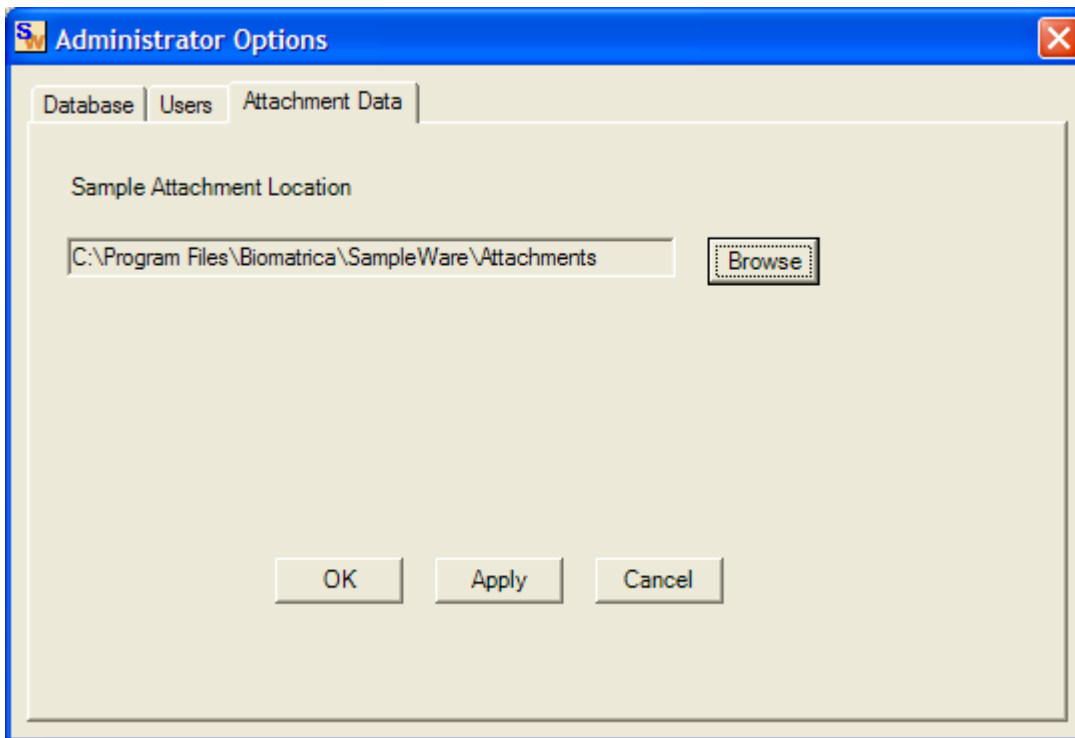 SW Administrator Options
Database Users Attachment Data
Sample Attachment Location
C:\Program Files\Biomatrica\SampleWare\Attachments Browse
OK Apply Cancel